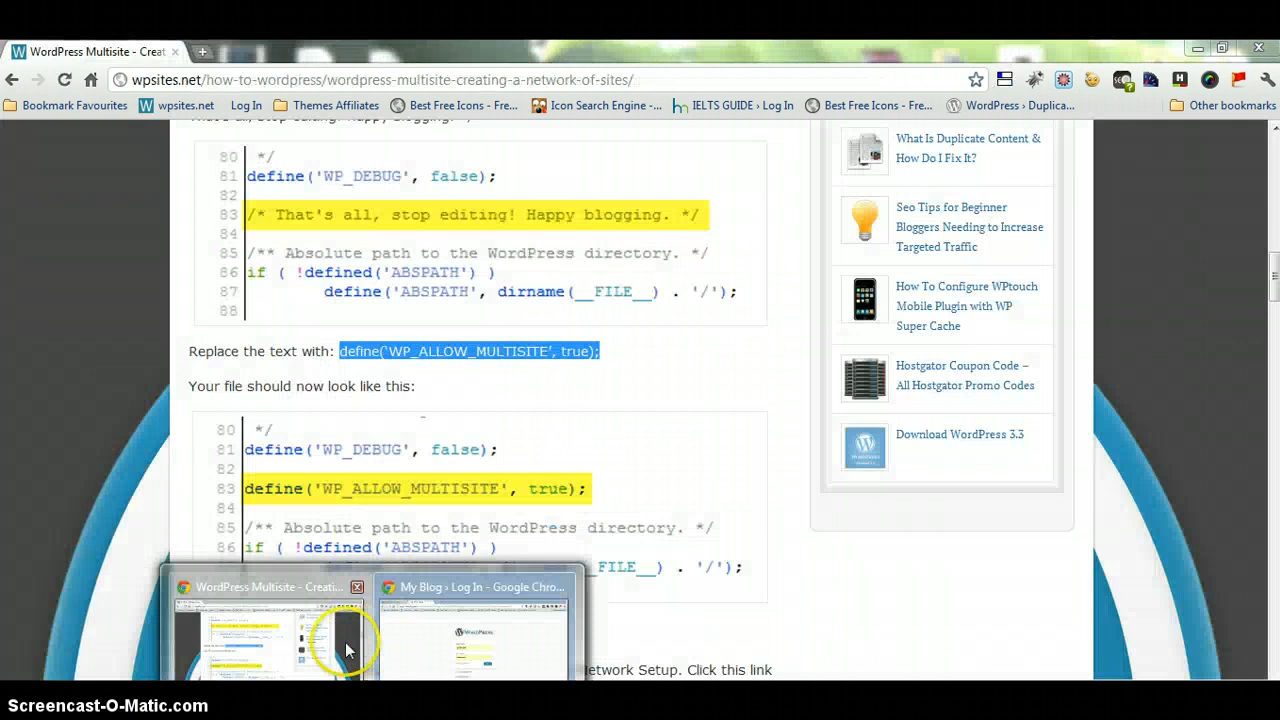 WordPress Multisite - Creat
wpsites.net/how-to-wordpress/wordpress-multisite-creating-a-network-of-sites/
Bookmark Favourites wpsites.net Log In Themes Affiliates Best Free Icons - Fre... Icon Search Engine -... IELTS GUIDE › Log In Best Free Icons - Fre... WordPress › Duplica... Other bookmarks
80 */
81 define('WP_DEBUG', false);
82
83 /* That's all, stop editing! Happy blogging. */
84
85 /** Absolute path to the WordPress directory. */
86 if ( !defined('ABSPATH') )
87 define('ABSPATH', dirname(__FILE__) . '/');
88
Replace the text with: define('WP_ALLOW_MULTISITE', true);
Your file should now look like this:
80 */
81 define('WP_DEBUG', false);
82
83 define('WP_ALLOW_MULTISITE', true);
84
85 /** Absolute path to the WordPress directory. */
86 if ( !defined('ABSPATH') )
__FILE__) . '/');
What Is Duplicate Content &
How Do I Fix It?
Seo Tips for Beginner
Bloggers Needing to Increase
Targeted Traffic
How To Configure WPtouch
Mobile Plugin with WP
Super Cache
Hostgator Coupon Code –
All Hostgator Promo Codes
Download WordPress 3.3
WordPress Multisite - Creati...
My Blog › Log In - Google Chro...
WordPress
etwork Setup. Click this link
Screencast-O-Matic.com